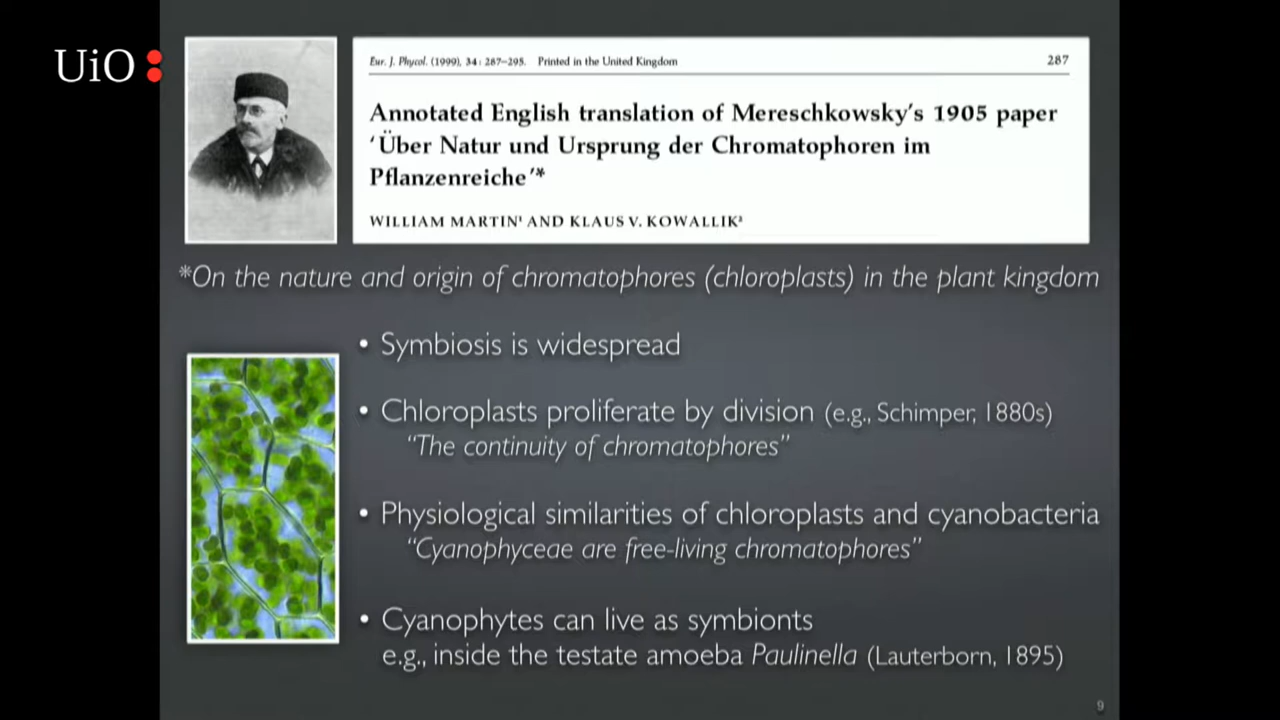 UiO:
Eur. J. Phycol. (1999), 34: 287–295. Printed in the United Kingdom 287
Annotated English translation of Mereschkowsky's 1905 paper
'Über Natur und Ursprung der Chromatophoren im
Pflanzenreiche'*
WILLIAM MARTIN¹ AND KLAUS V. KOWALLIK²
*On the nature and origin of chromatophores (chloroplasts) in the plant kingdom
• Symbiosis is widespread
• Chloroplasts proliferate by division (e.g., Schimper, 1880s)
"The continuity of chromatophores"
• Physiological similarities of chloroplasts and cyanobacteria
"Cyanophyceae are free-living chromatophores"
• Cyanophytes can live as symbionts
e.g., inside the testate amoeba Paulinella (Lauterborn, 1895)
9